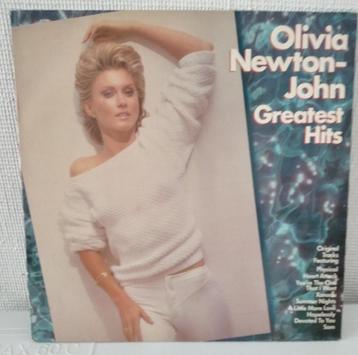 Olivia
Newton-
John
Greatest
Hits
Original
Tracks
Featuring
Physical
Heart Attack
You're The One
That I Want
Xanadu
Summer Nights
A Little More Love
Hopelessly
Devoted To You
Sam